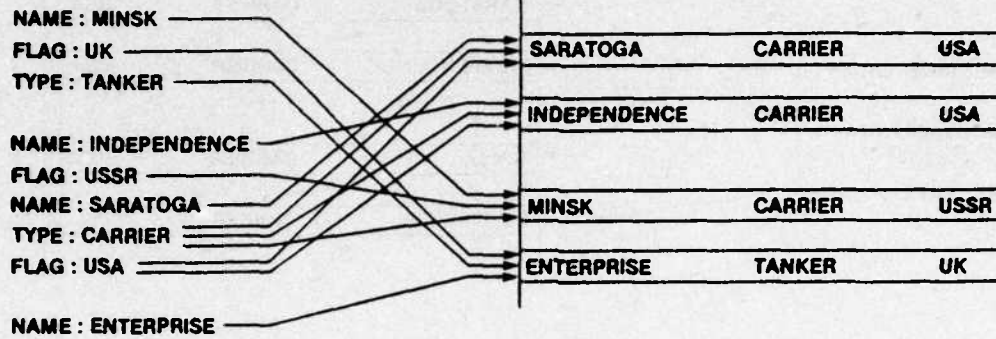 NAME : MINSK
FLAG : UK
TYPE : TANKER
NAME : INDEPENDENCE
FLAG : USSR
NAME : SARATOGA
TYPE : CARRIER
FLAG : USA
NAME : ENTERPRISE
SARATOGA CARRIER USA
INDEPENDENCE CARRIER USA
MINSK CARRIER USSR
ENTERPRISE TANKER UK